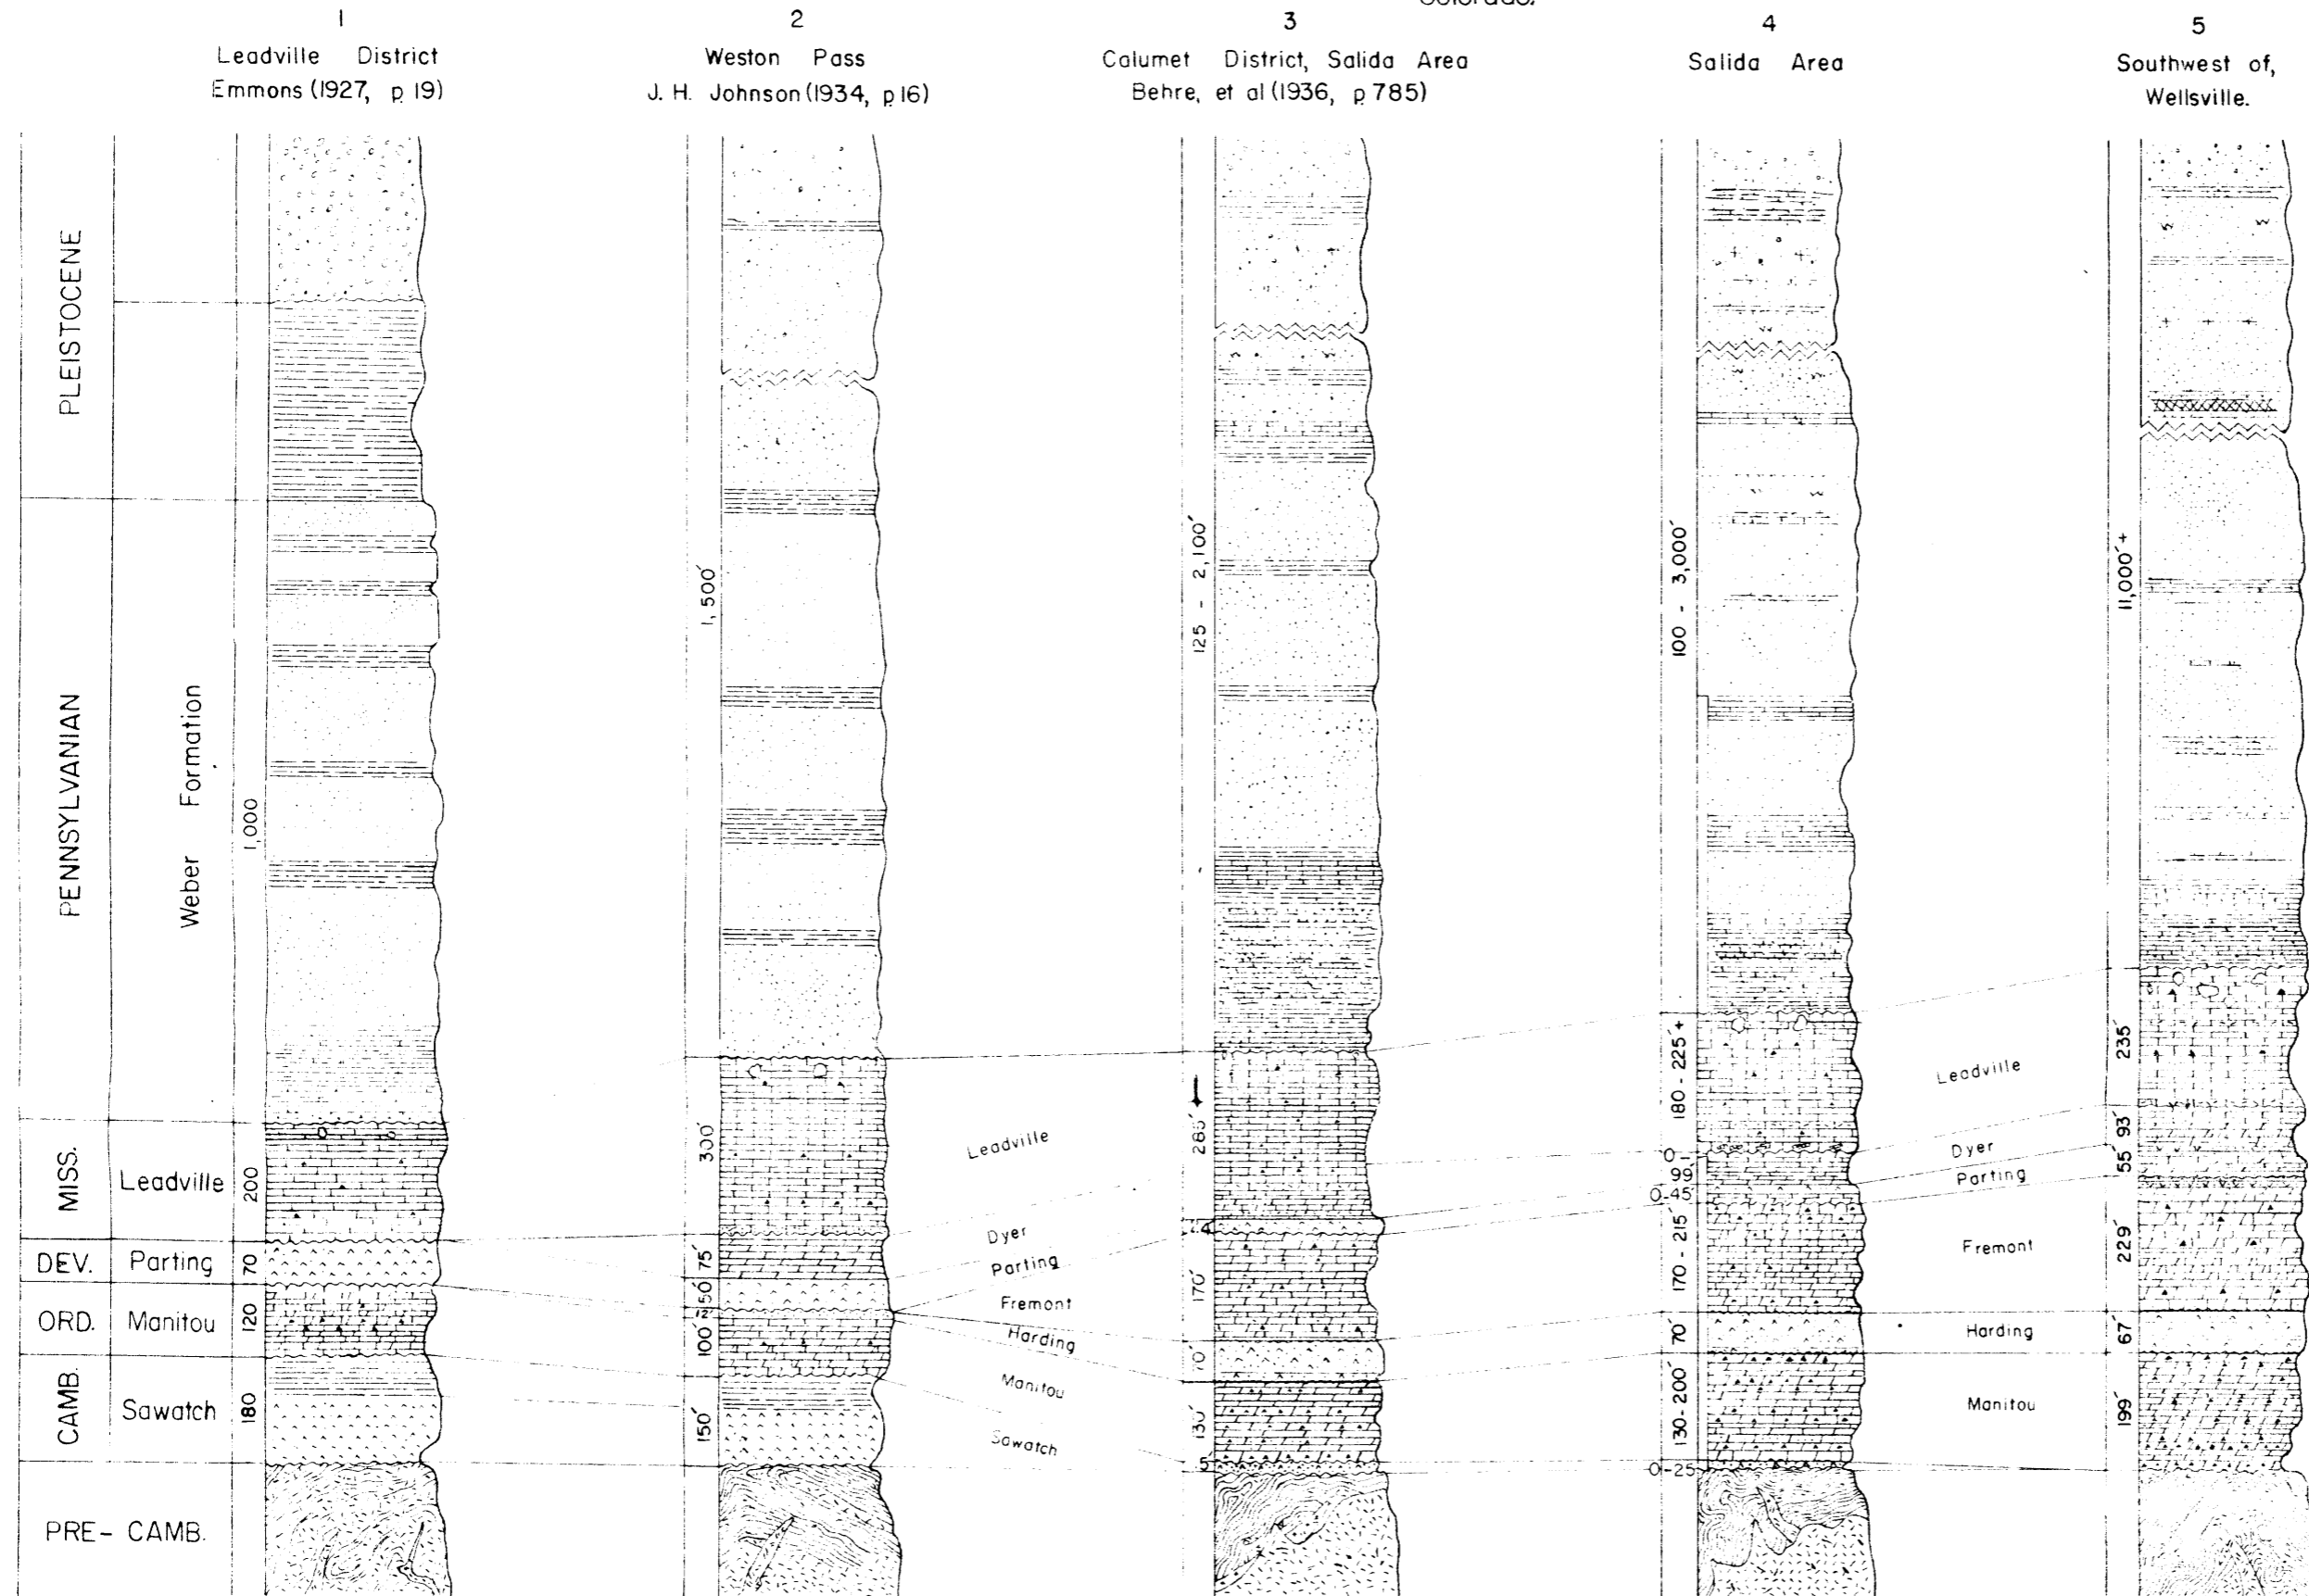 Colorado.
1
Leadville District
Emmons (1927, p 19)
2
Weston Pass
J. H. Johnson (1934, p 16)
3
Calumet District, Salida Area
Behre, et al (1936, p 785)
4
Salida Area
5
Southwest of,
Wellsville.
PLEISTOCENE
PENNSYLVANIAN
Weber Formation
1,000
MISS.
Leadville
200
DEV.
Parting
70
ORD.
Manitou
120
CAMB.
Sawatch
180
PRE- CAMB.
1,500'
300'
75'
50'
100'
150'
Leadville
Dyer
Parting
Fremont
Harding
Manitou
Sawatch
125 - 2,100'
285'
170'
70'
130'
5'
100 - 3,000'
180 - 225'+
0-
99'
0-45'
170 - 215'
70'
130-200'
0-25'
Leadville
Dyer
Parting
Fremont
Harding
Manitou
11,000'+
235'
93'
55'
229'
67'
199'